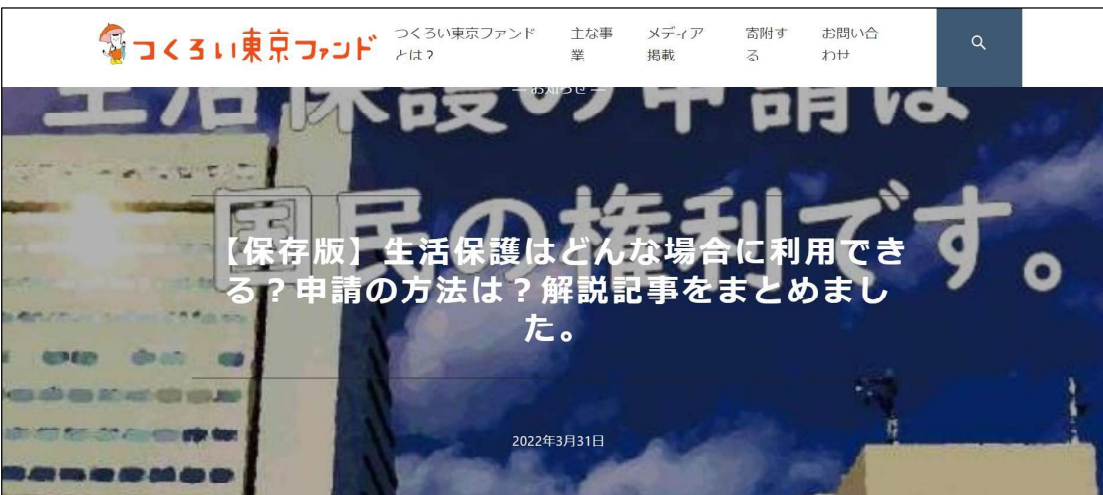 つくろい東京ファンド
つくろい東京ファンド
とは？
主な事
業
メディア
掲載
寄附す
る
お問い合
わせ
― お知らせ ―
生活保護の申請は
国民の権利です。
【保存版】生活保護はどんな場合に利用でき
る？申請の方法は？解説記事をまとめまし
た。
2022年3月31日